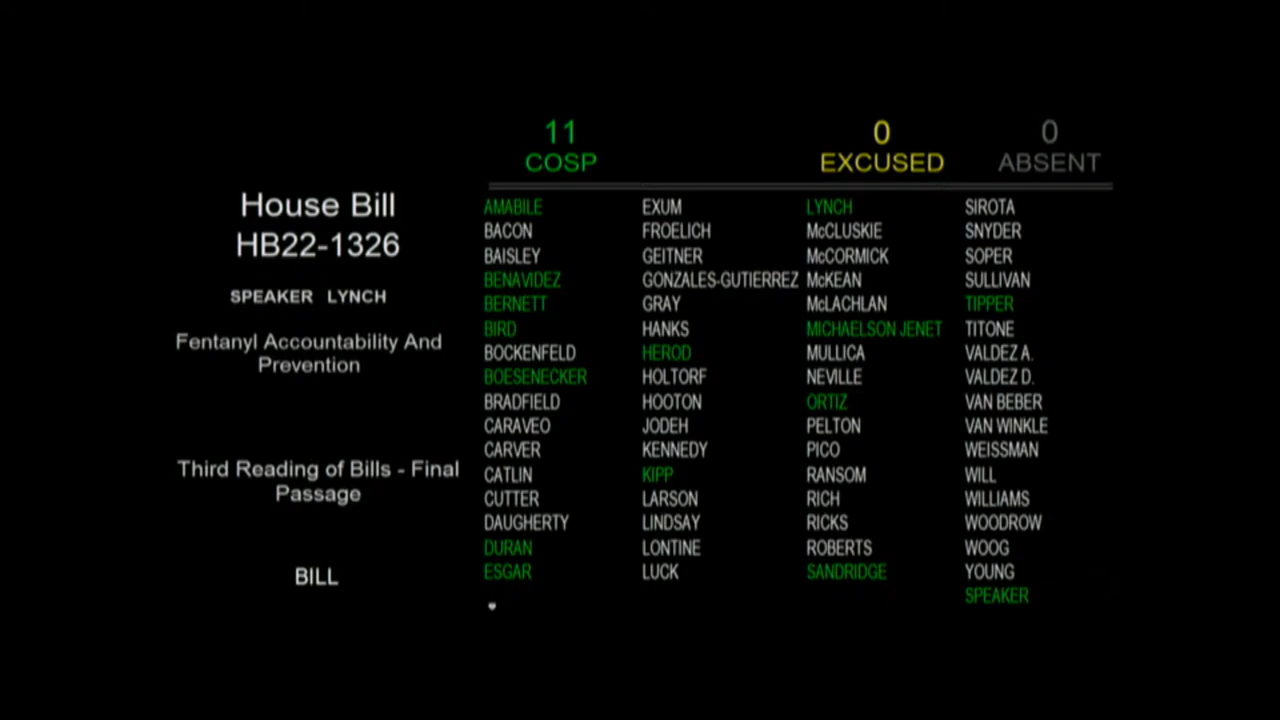 11 0 0
COSP EXCUSED ABSENT
House Bill
HB22-1326
SPEAKER LYNCH
Fentanyl Accountability And
Prevention
Third Reading of Bills - Final
Passage
BILL
AMABILE EXUM LYNCH SIROTA
BACON FROELICH McCLUSKIE SNYDER
BAISLEY GEITNER McCORMICK SOPER
BENAVIDEZ GONZALES-GUTIERREZ McKEAN SULLIVAN
BERNETT GRAY McLACHLAN TIPPER
BIRD HANKS MICHAELSON JENET TITONE
BOCKENFELD HEROD MULLICA VALDEZ A.
BOESENECKER HOLTORF NEVILLE VALDEZ D.
BRADFIELD HOOTON ORTIZ VAN BEBER
CARAVEO JODEH PELTON VAN WINKLE
CARVER KENNEDY PICO WEISSMAN
CATLIN KIPP RANSOM WILL
CUTTER LARSON RICH WILLIAMS
DAUGHERTY LINDSAY RICKS WOODROW
DURAN LONTINE ROBERTS WOOG
ESGAR LUCK SANDRIDGE YOUNG
SPEAKER